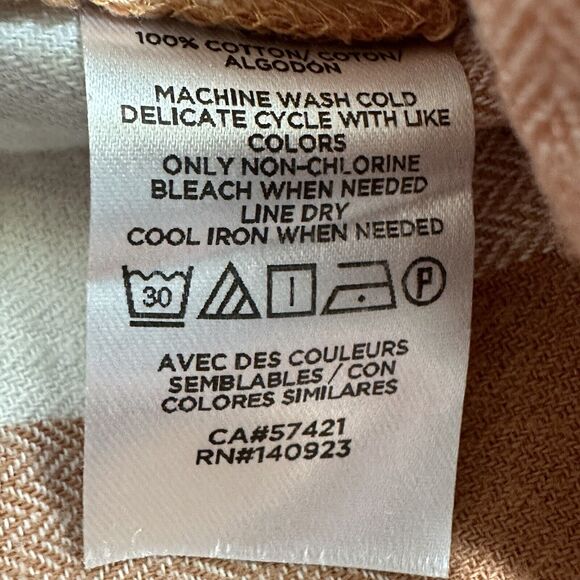 100% COTTON/ COTON/
ALGODÓN
MACHINE WASH COLD
DELICATE CYCLE WITH LIKE
COLORS
ONLY NON-CHLORINE
BLEACH WHEN NEEDED
LINE DRY
COOL IRON WHEN NEEDED
30 P
AVEC DES COULEURS
SEMBLABLES / CON
COLORES SIMILARES
CA#57421
RN#140923